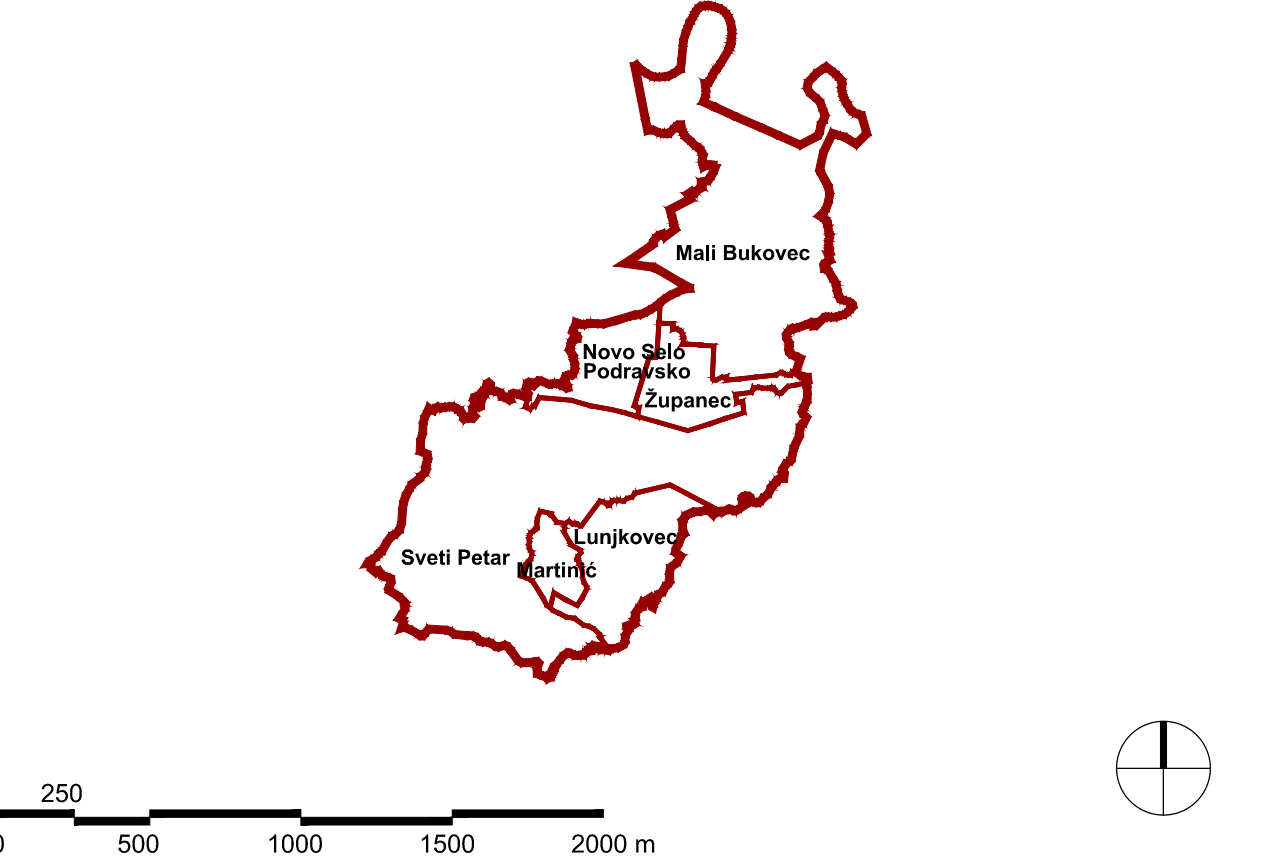 Mali Bukovec
Novo Selo
Podravsko
Županec
Lunjkovec
Sveti Petar
Martinić
250
0 500 1000 1500 2000 m